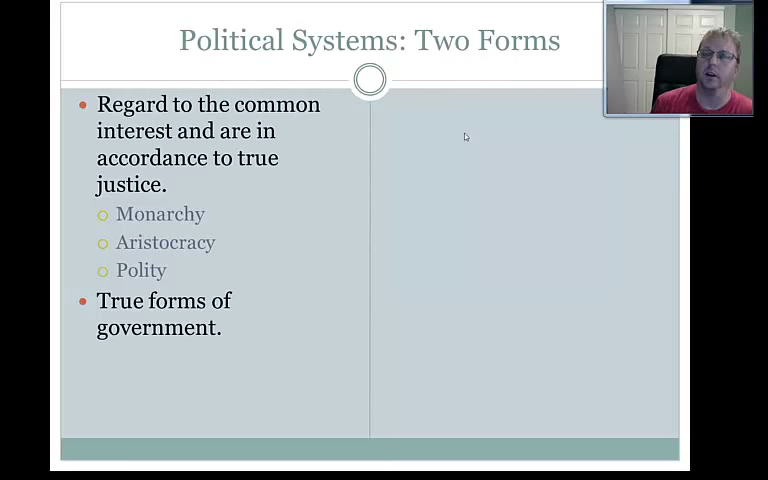 Political Systems: Two Forms
Regard to the common
interest and are in
accordance to true
justice.
Monarchy
Aristocracy
Polity
True forms of
government.